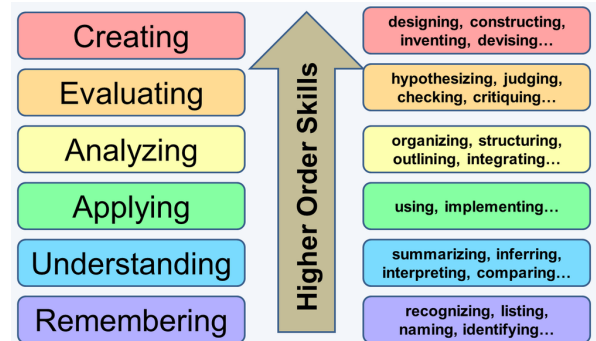 Creating
designing, constructing,
inventing, devising…
Evaluating
hypothesizing, judging,
checking, critiquing…
Analyzing
organizing, structuring,
outlining, integrating…
Applying
using, implementing…
Understanding
summarizing, inferring,
interpreting, comparing…
Remembering
recognizing, listing,
naming, identifying…
Higher Order Skills